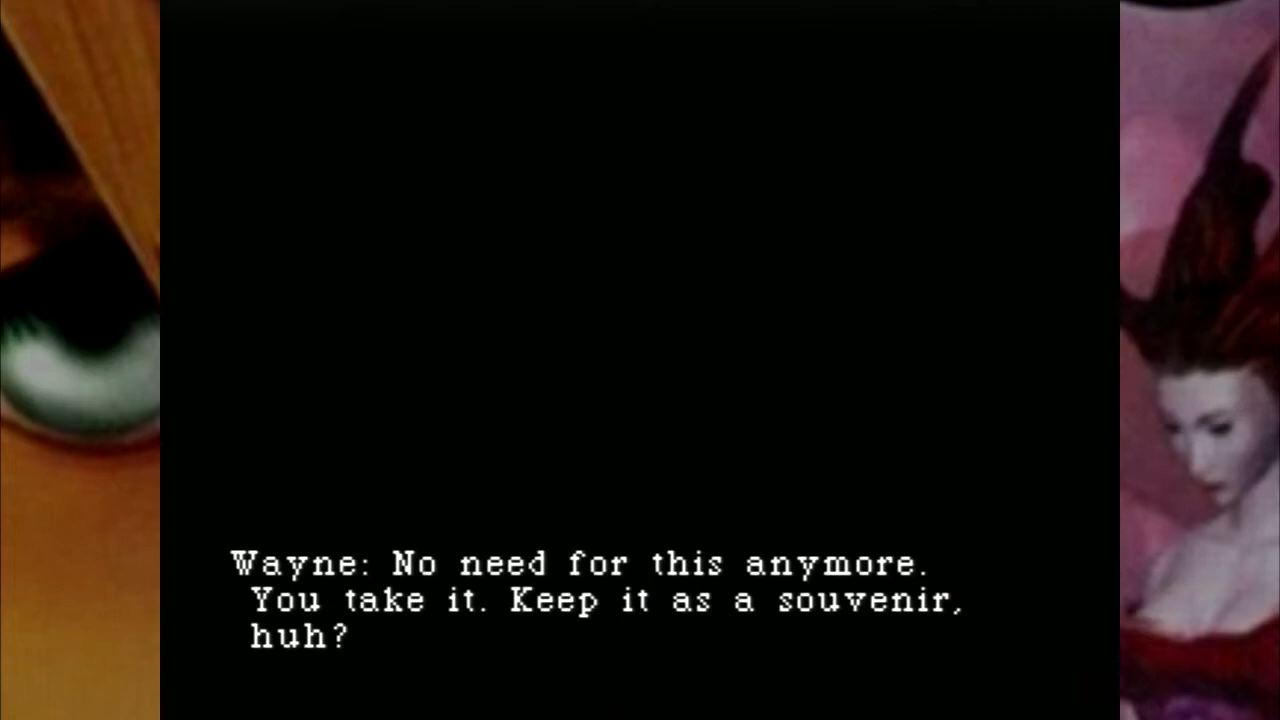 Wayne: No need for this anymore.
You take it. Keep it as a souvenir,
huh?